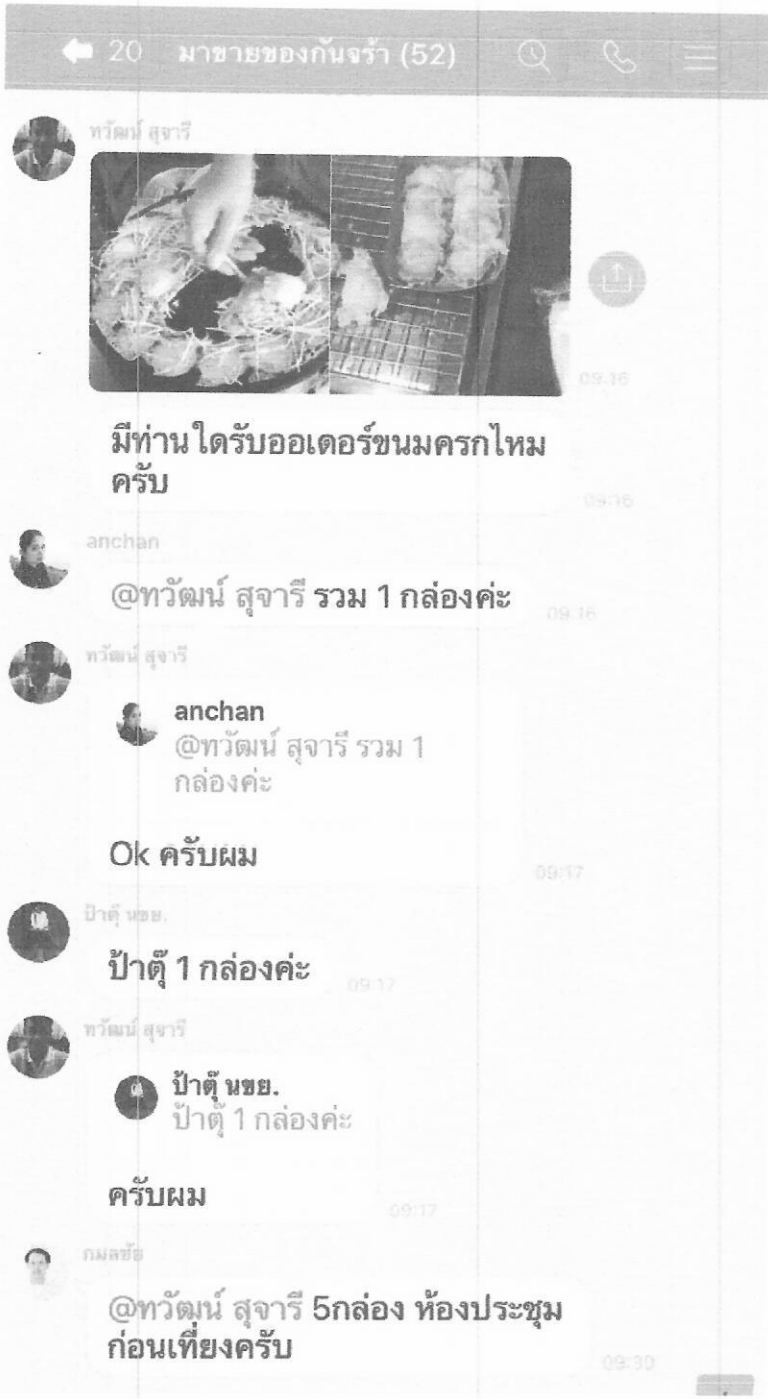 20 มาขายของกันจร้า (52)
ทวัฒน์ สุจารี
09:16
มีท่านใดรับออเดอร์ขนมครกไหม
ครับ
09:16
anchan
@ทวัฒน์ สุจารี รวม 1 กล่องค่ะ
09:16
ทวัฒน์ สุจารี
anchan
@ทวัฒน์ สุจารี รวม 1
กล่องค่ะ
Ok ครับผม
09:17
ป้าตุ๊ นขย.
ป้าตุ๊ 1 กล่องค่ะ
09:17
ทวัฒน์ สุจารี
ป้าตุ๊ นขย.
ป้าตุ๊ 1 กล่องค่ะ
ครับผม
09:17
กมลชัย
@ทวัฒน์ สุจารี 5กล่อง ห้องประชุม
ก่อนเที่ยงครับ
09:30